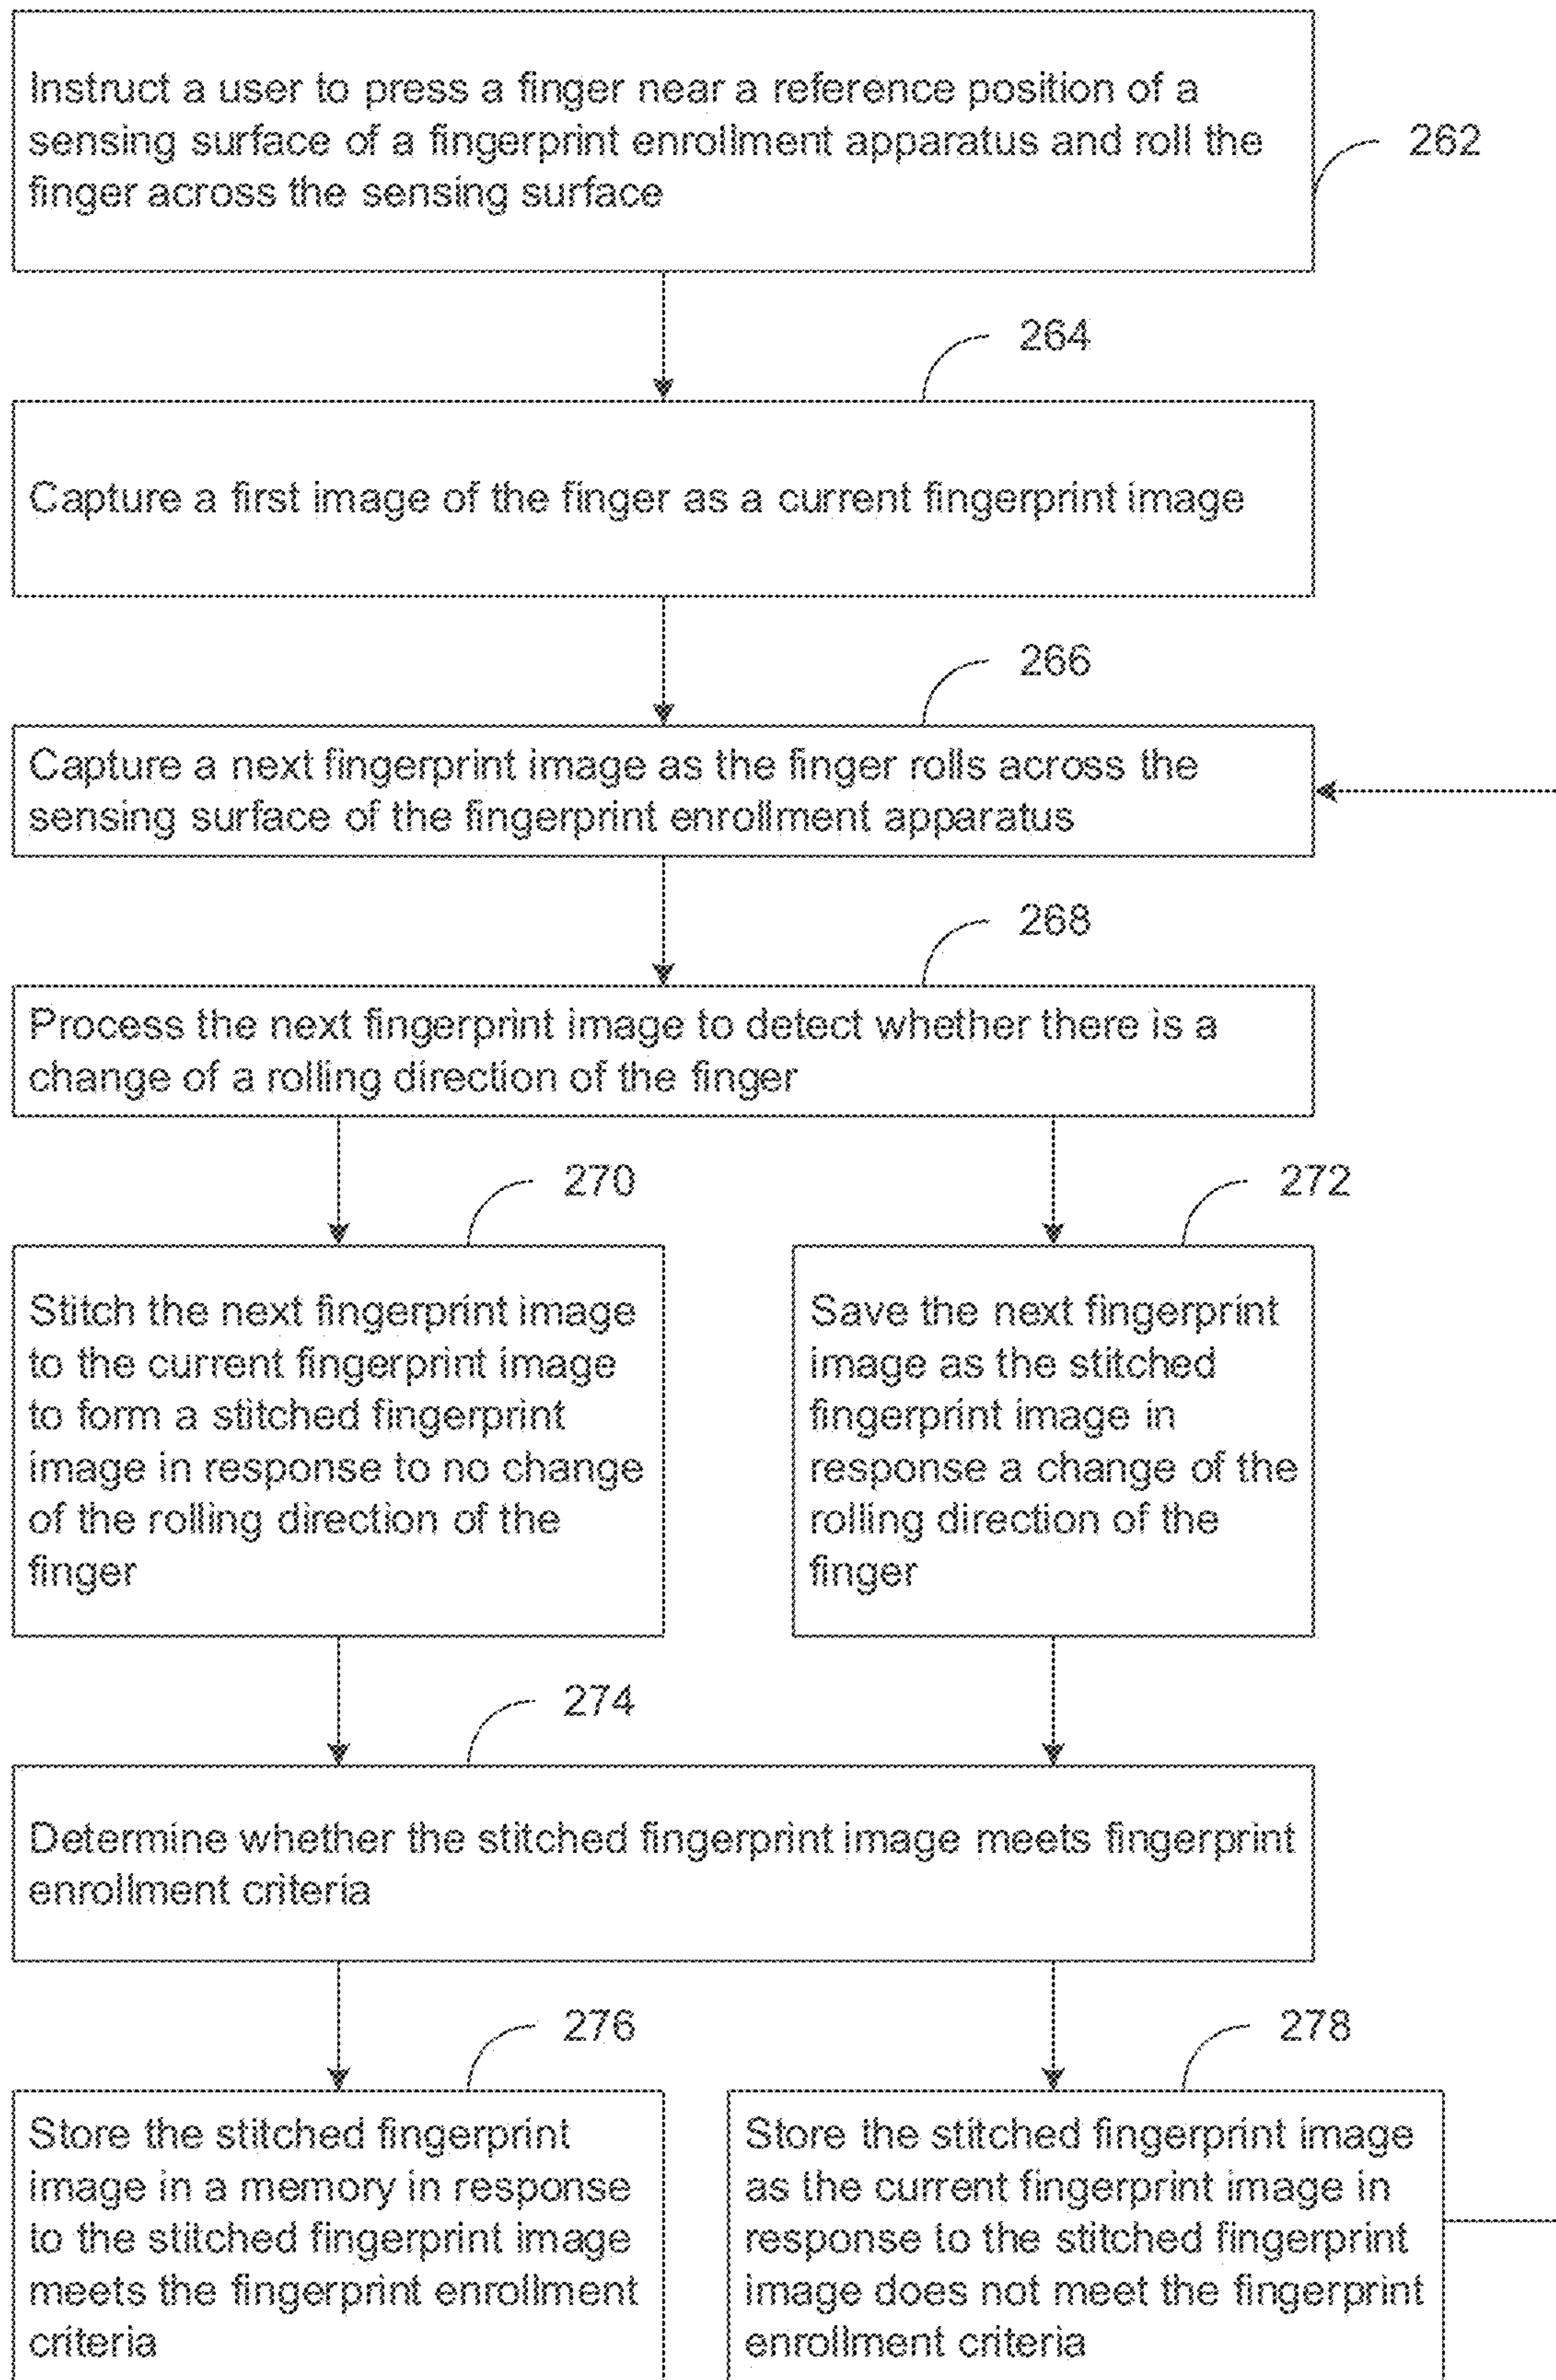 Instruct a user to press a finger near a reference position of a
sensing surface of a fingerprint enrollment apparatus and roll the
finger across the sensing surface
262
264
Capture a first image of the finger as a current fingerprint image
266
Capture a next fingerprint image as the finger rolls across the
sensing surface of the fingerprint enrollment apparatus
268
Process the next fingerprint image to detect whether there is a
change of a rolling direction of the finger
270
Stitch the next fingerprint image
to the current fingerprint image
to form a stitched fingerprint
image in response to no change
of the rolling direction of the
finger
272
Save the next fingerprint
image as the stitched
fingerprint image in
response a change of the
rolling direction of the
finger
274
Determine whether the stitched fingerprint image meets fingerprint
enrollment criteria
276
Store the stitched fingerprint
image in a memory in response
to the stitched fingerprint image
meets the fingerprint enrollment
criteria
278
Store the stitched fingerprint image
as the current fingerprint image in
response to the stitched fingerprint
image does not meet the fingerprint
enrollment criteria